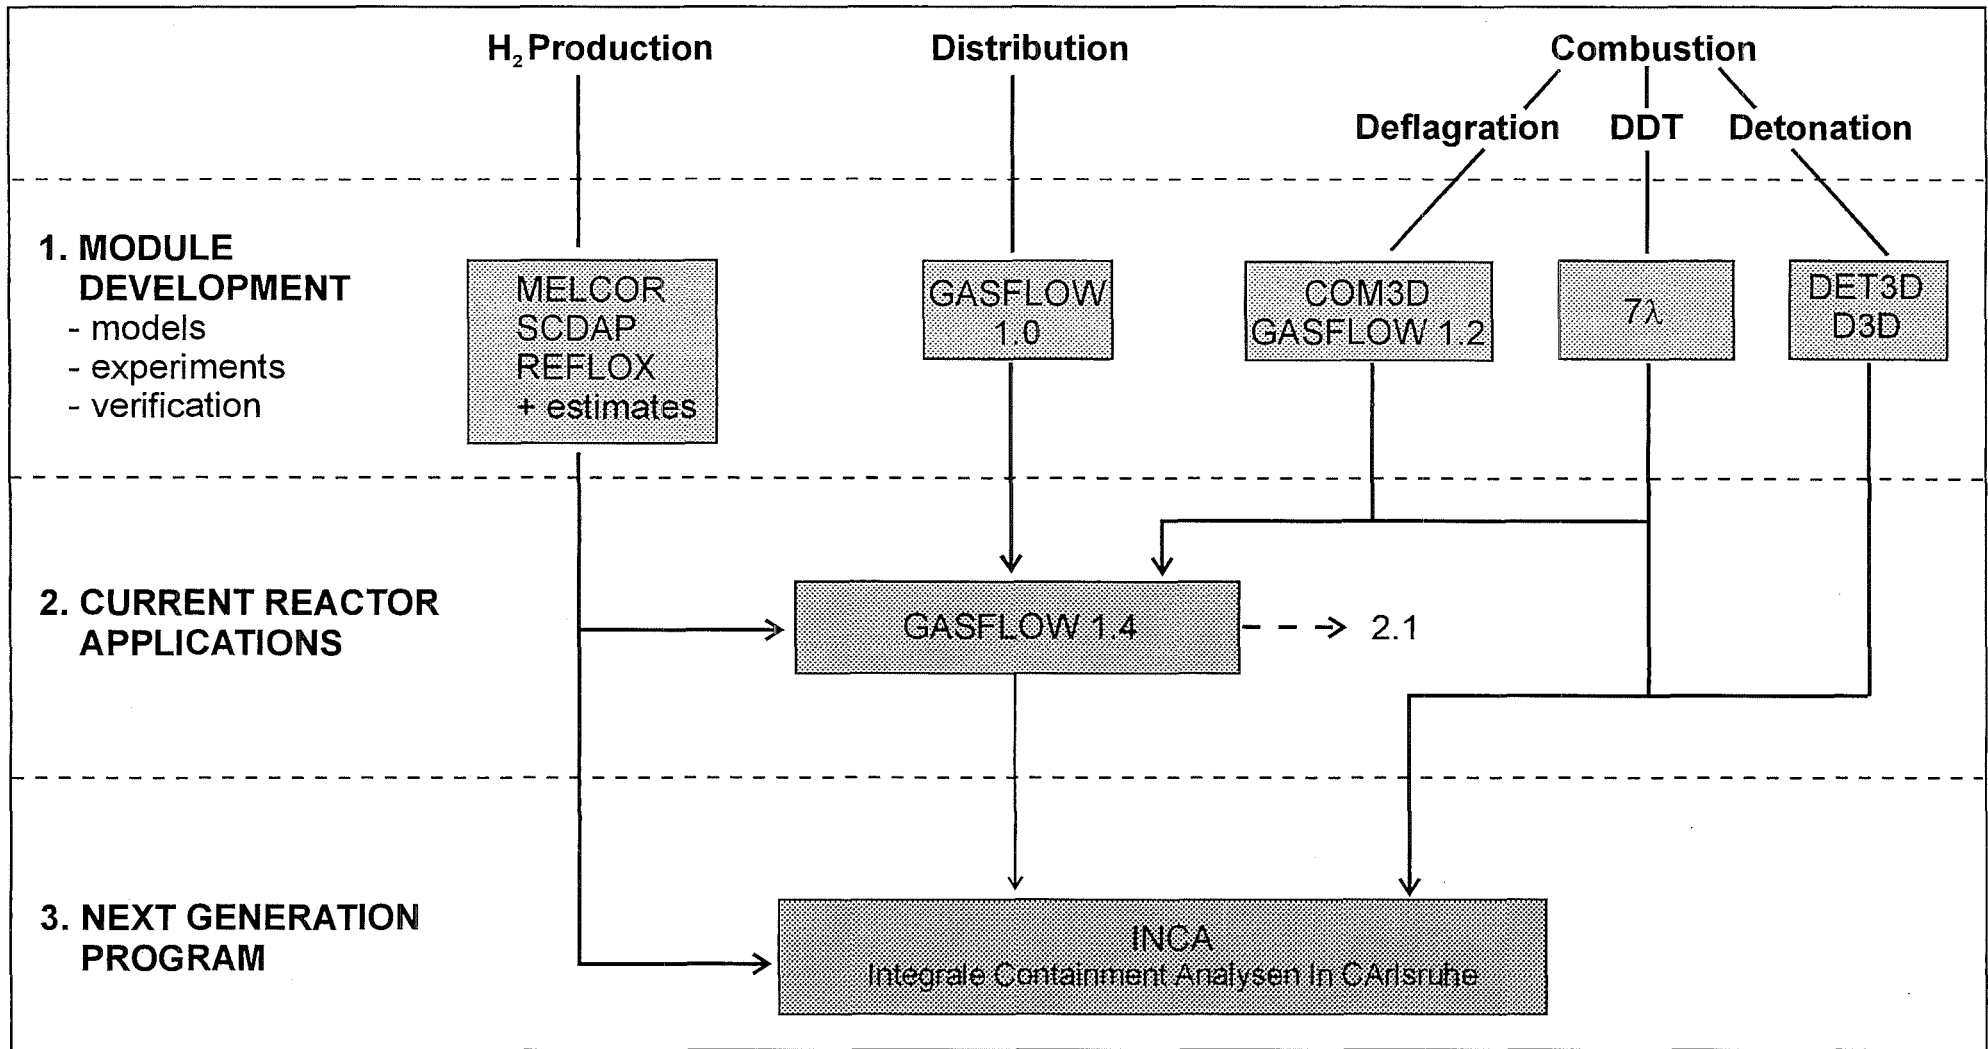 H₂ Production
Distribution
Combustion
Deflagration
DDT
Detonation
1. MODULE
DEVELOPMENT
- models
- experiments
- verification
MELCOR
SCDAP
REFLOX
+ estimates
GASFLOW
1.0
COM3D
GASFLOW 1.2
7λ
DET3D
D3D
2. CURRENT REACTOR
APPLICATIONS
GASFLOW 1.4
2.1
3. NEXT GENERATION
PROGRAM
INCA
Integrale Containment Analysen In CArlsruhe